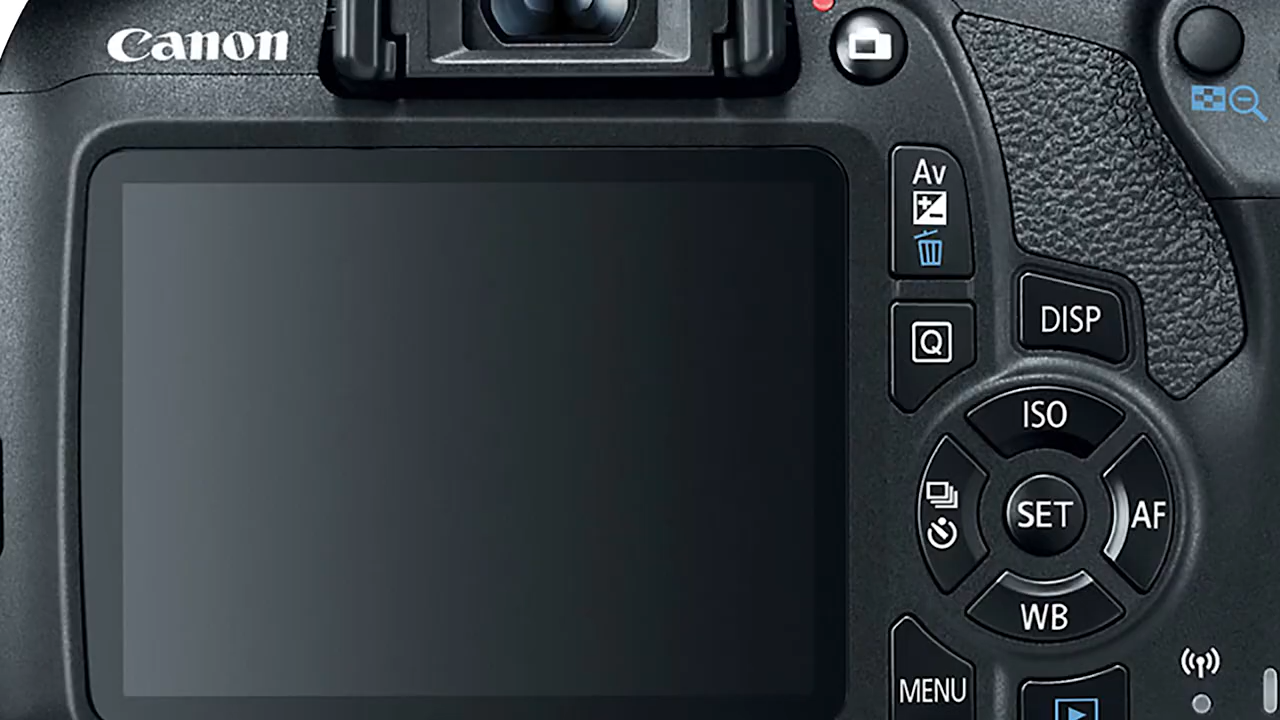 Canon
Av
Q
DISP
ISO
SET
AF
WB
MENU